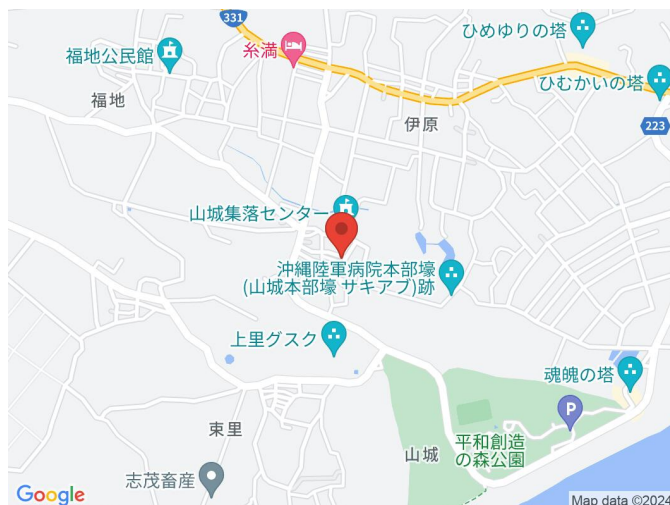 331
ひめゆりの塔
福地公民館
糸満
ひむかいの塔
福地
伊原
223
山城集落センター
沖縄陸軍病院本部壕
(山城本部壕 サキアブ)跡
上里グスク
魂魄の塔
P
束里
山城
平和創造
の森公園
志茂畜産
Google
Map data ©2024